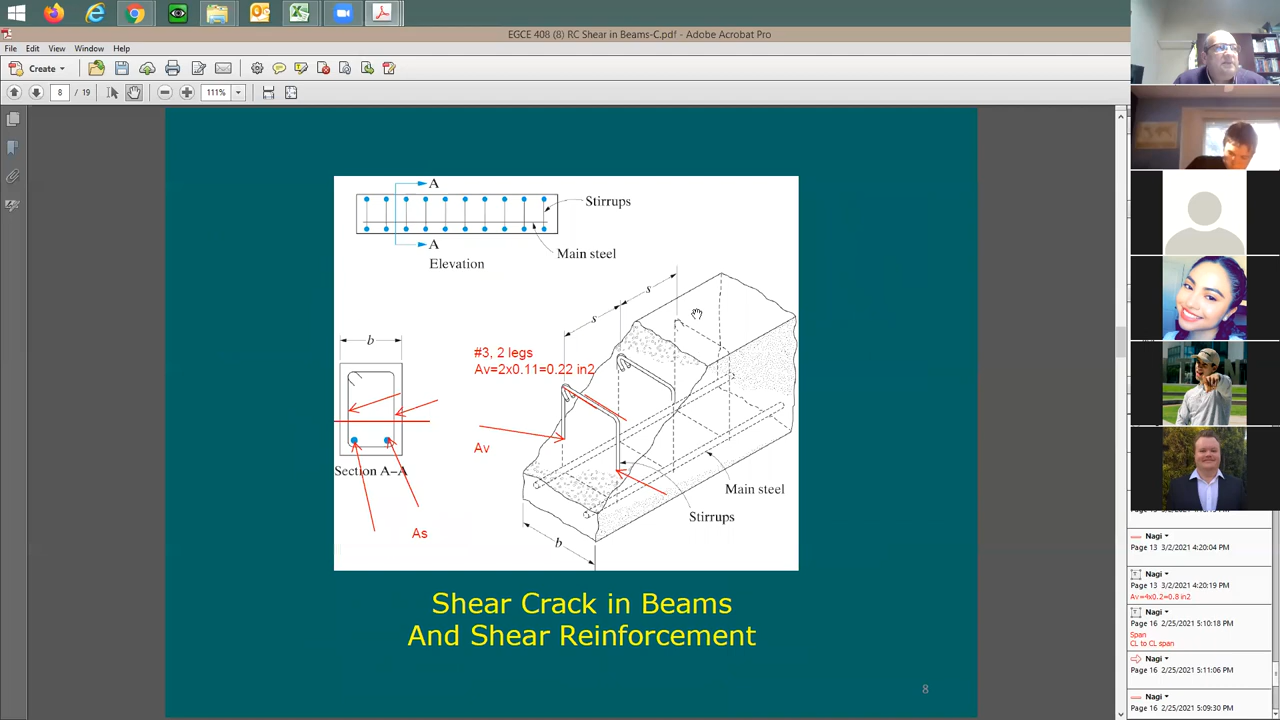 EGCE 408 (8) RC Shear in Beams-C.pdf - Adobe Acrobat Pro
File Edit View Window Help
Create
8 / 19 111%
A
Stirrups
A
Main steel
Elevation
s
s
b
#3, 2 legs
Av=2x0.11=0.22 in2
Av
Section A–A
Main steel
Stirrups
As
b
Shear Crack in Beams
And Shear Reinforcement
8
Nagi
Page 13 3/2/2021 4:20:04 PM
Nagi
Page 13 3/2/2021 4:20:19 PM
Av=4x0.2=0.8 in2
Nagi
Page 16 2/25/2021 5:10:18 PM
Span
CL to CL span
Nagi
Page 16 2/25/2021 5:11:06 PM
Nagi
Page 16 2/25/2021 5:09:30 PM